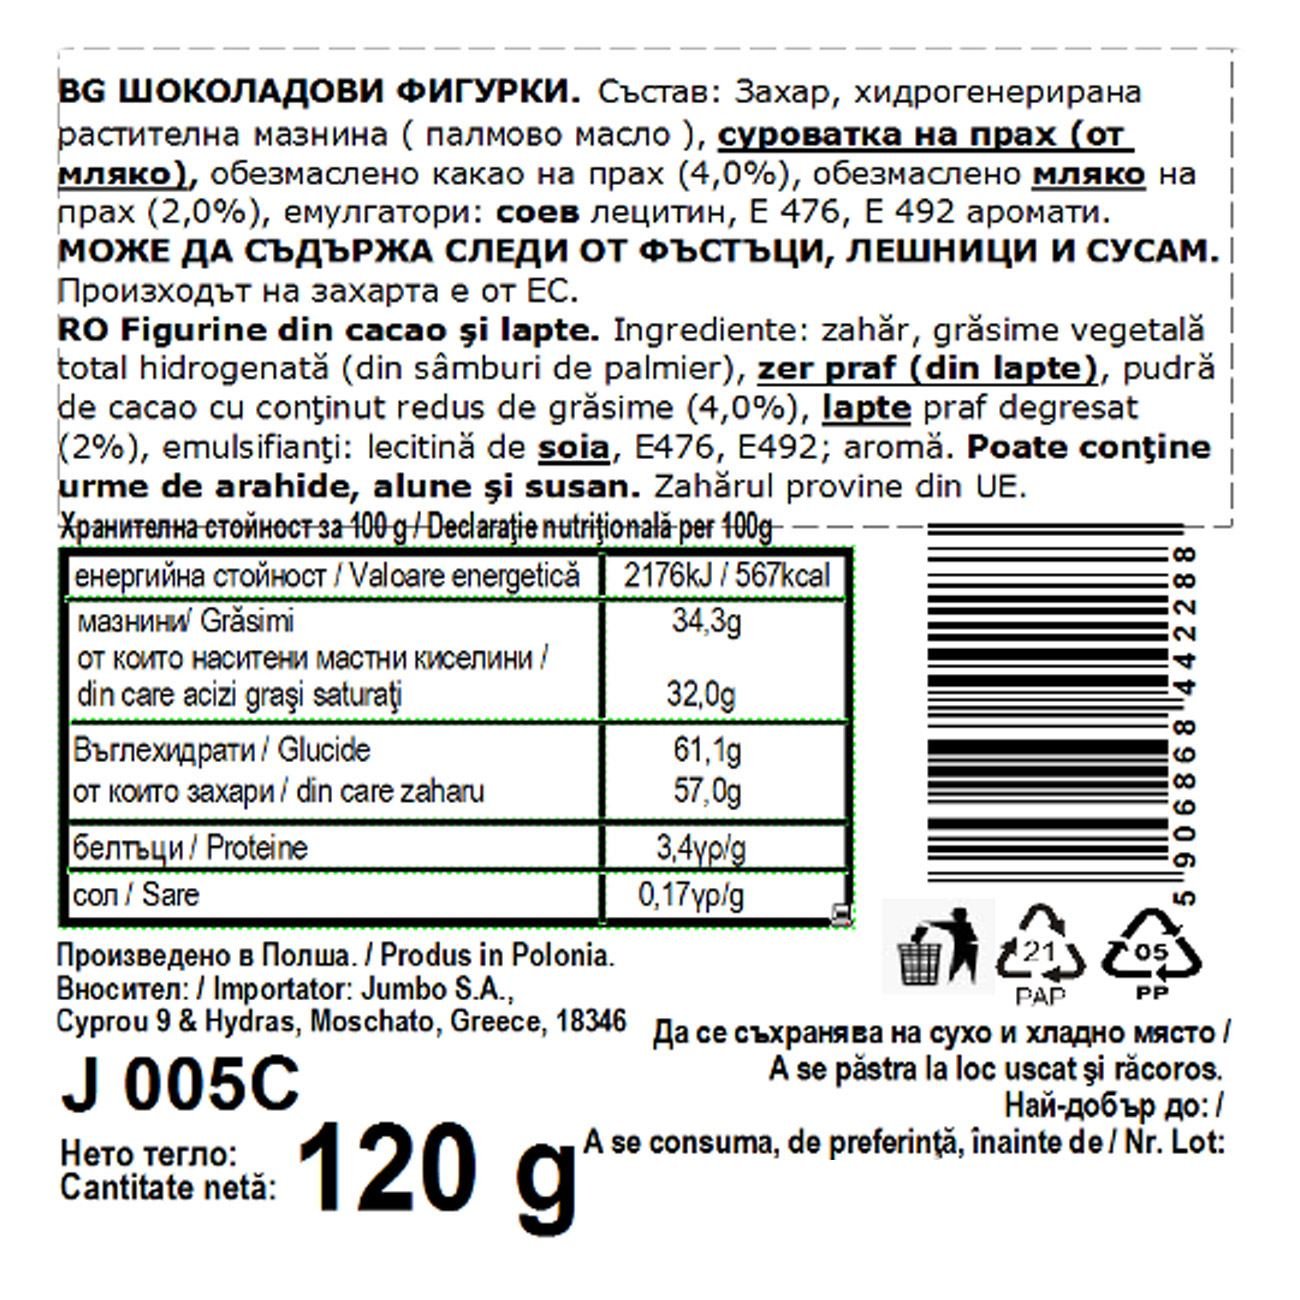 BG ШОКОЛАДОВИ ФИГУРКИ. Състав: Захар, хидрогенерирана
растителна мазнина ( палмово масло ), суроватка на прах (от
мляко), обезмаслено какао на прах (4,0%), обезмаслено мляко на
прах (2,0%), емулгатори: соев лецитин, Е 476, Е 492 аромати.
МОЖЕ ДА СЪДЪРЖА СЛЕДИ ОТ ФЪСТЪЦИ, ЛЕШНИЦИ И СУСАМ.
Произходът на захарта е от ЕС.
RO Figurine din cacao şi lapte. Ingrediente: zahăr, grăsime vegetală
total hidrogenată (din sâmburi de palmier), zer praf (din lapte), pudră
de cacao cu conţinut redus de grăsime (4,0%), lapte praf degresat
(2%), emulsifianţi: lecitină de soia, E476, E492; aromă. Poate conţine
urme de arahide, alune şi susan. Zahărul provine din UE.
Хранителна стойност за 100 g / Declaraţie nutriţională per 100g
енергийна стойност / Valoare energetică 2176kJ / 567kcal
мазнини/ Grăsimi 34,3g
от които наситени мастни киселини /
din care acizi graşi saturaţi 32,0g
Въглехидрати / Glucide 61,1g
от които захари / din care zaharu 57,0g
белтъци / Proteine 3,4γρ/g
сол / Sare 0,17γρ/g
5906868442288
21
PAP
05
PP
Произведено в Полша. / Produs in Polonia.
Вносител: / Importator: Jumbo S.A.,
Cyprou 9 & Hydras, Moschato, Greece, 18346
Да се съхранява на сухо и хладно място /
A se păstra la loc uscat şi răcoros.
Най-добър до: /
A se consuma, de preferinţă, înainte de / Nr. Lot:
J 005C
Нето тегло:
Cantitate netă:
120 g